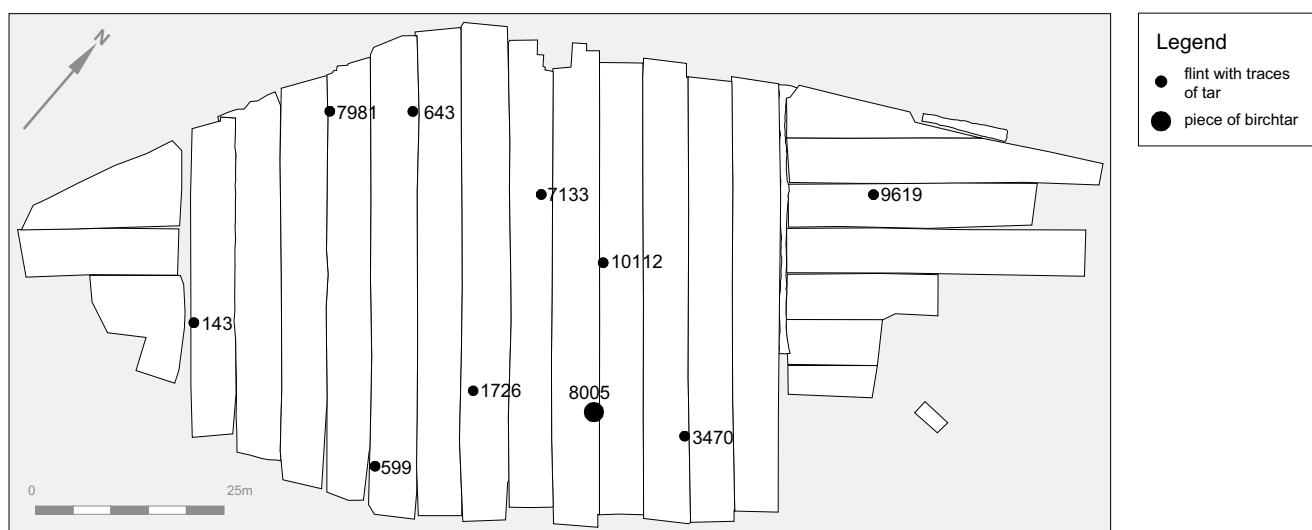 N
7981
643
7133
9619
10112
143
1726
8005
3470
599
0
25m
Legend
flint with traces
of tar
piece of birchtar